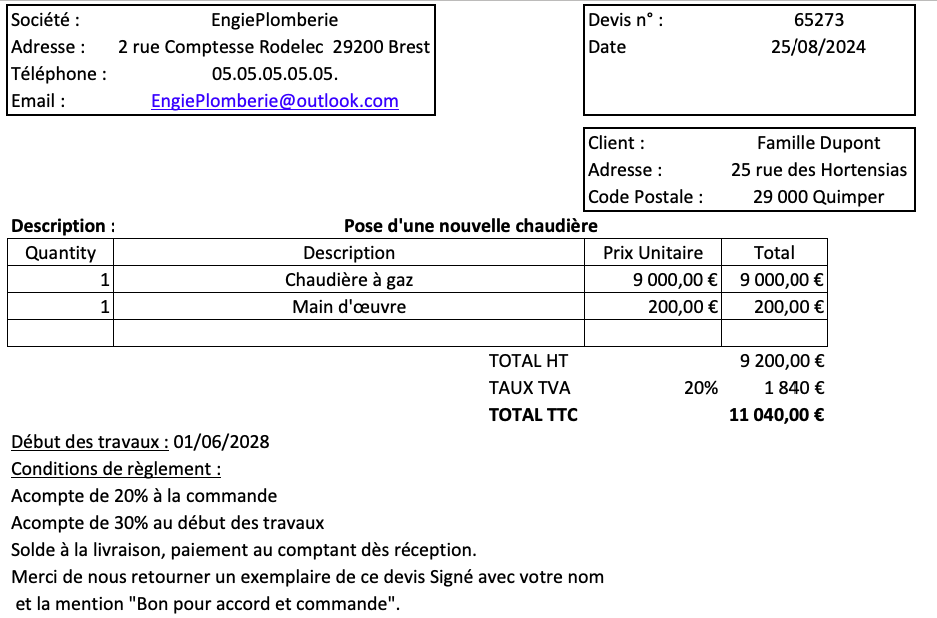 Société : EngiePlomberie
Adresse : 2 rue Comptesse Rodelec 29200 Brest
Téléphone : 05.05.05.05.05.
Email : EngiePlomberie@outlook.com
Devis n° : 65273
Date 25/08/2024
Client : Famille Dupont
Adresse : 25 rue des Hortensias
Code Postale : 29 000 Quimper
Description : Pose d'une nouvelle chaudière
Quantity Description Prix Unitaire Total
1 Chaudière à gaz 9 000,00 € 9 000,00 €
1 Main d'œuvre 200,00 € 200,00 €
TOTAL HT 9 200,00 €
TAUX TVA 20% 1 840 €
TOTAL TTC 11 040,00 €
Début des travaux : 01/06/2028
Conditions de règlement :
Acompte de 20% à la commande
Acompte de 30% au début des travaux
Solde à la livraison, paiement au comptant dès réception.
Merci de nous retourner un exemplaire de ce devis Signé avec votre nom
et la mention "Bon pour accord et commande".